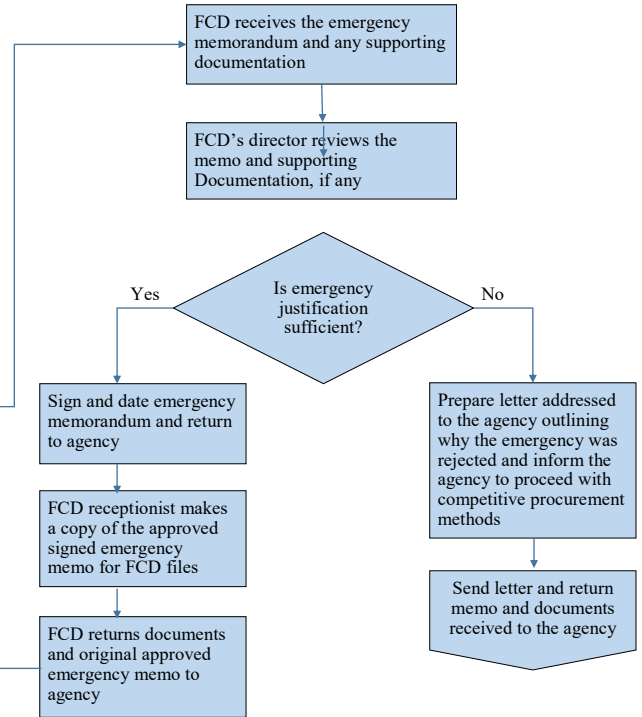 FCD receives the emergency
memorandum and any supporting
documentation
FCD’s director reviews the
memo and supporting
Documentation, if any
Is emergency
justification
sufficient?
Yes
No
Sign and date emergency
memorandum and return
to agency
FCD receptionist makes
a copy of the approved
signed emergency
memo for FCD files
FCD returns documents
and original approved
emergency memo to
agency
Prepare letter addressed
to the agency outlining
why the emergency was
rejected and inform the
agency to proceed with
competitive procurement
methods
Send letter and return
memo and documents
received to the agency